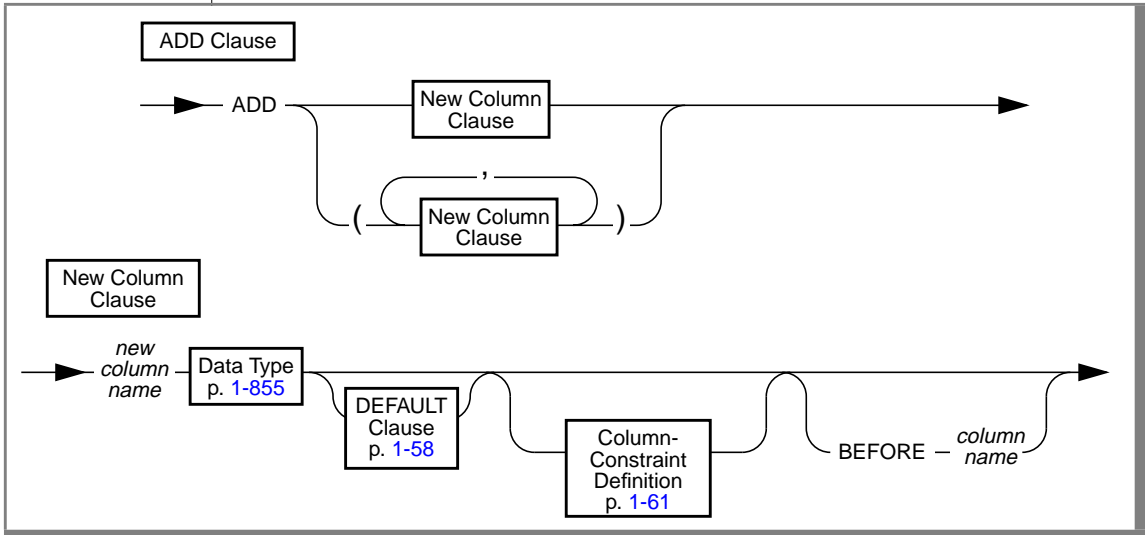 ADD Clause
ADD
New Column
Clause
,
(
New Column
Clause
)
New Column
Clause
new
column
name
Data Type
p. 1-855
DEFAULT
Clause
p. 1-58
Column-
Constraint
Definition
p. 1-61
BEFORE
column
name